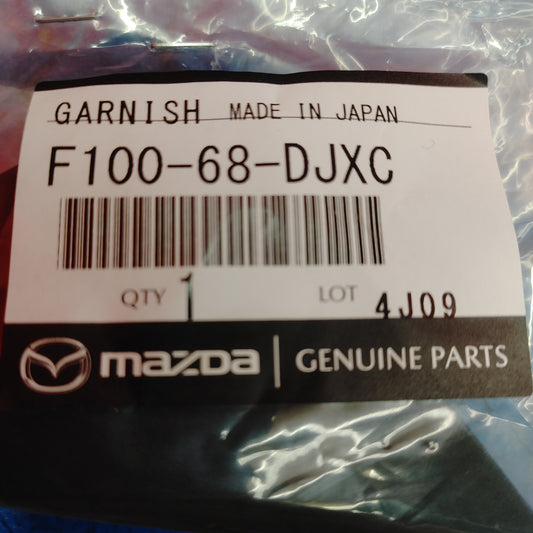 GARNISH MADE IN JAPAN
F100-68-DJXC
QTY 1 LOT 4J09
mazda | GENUINE PARTS